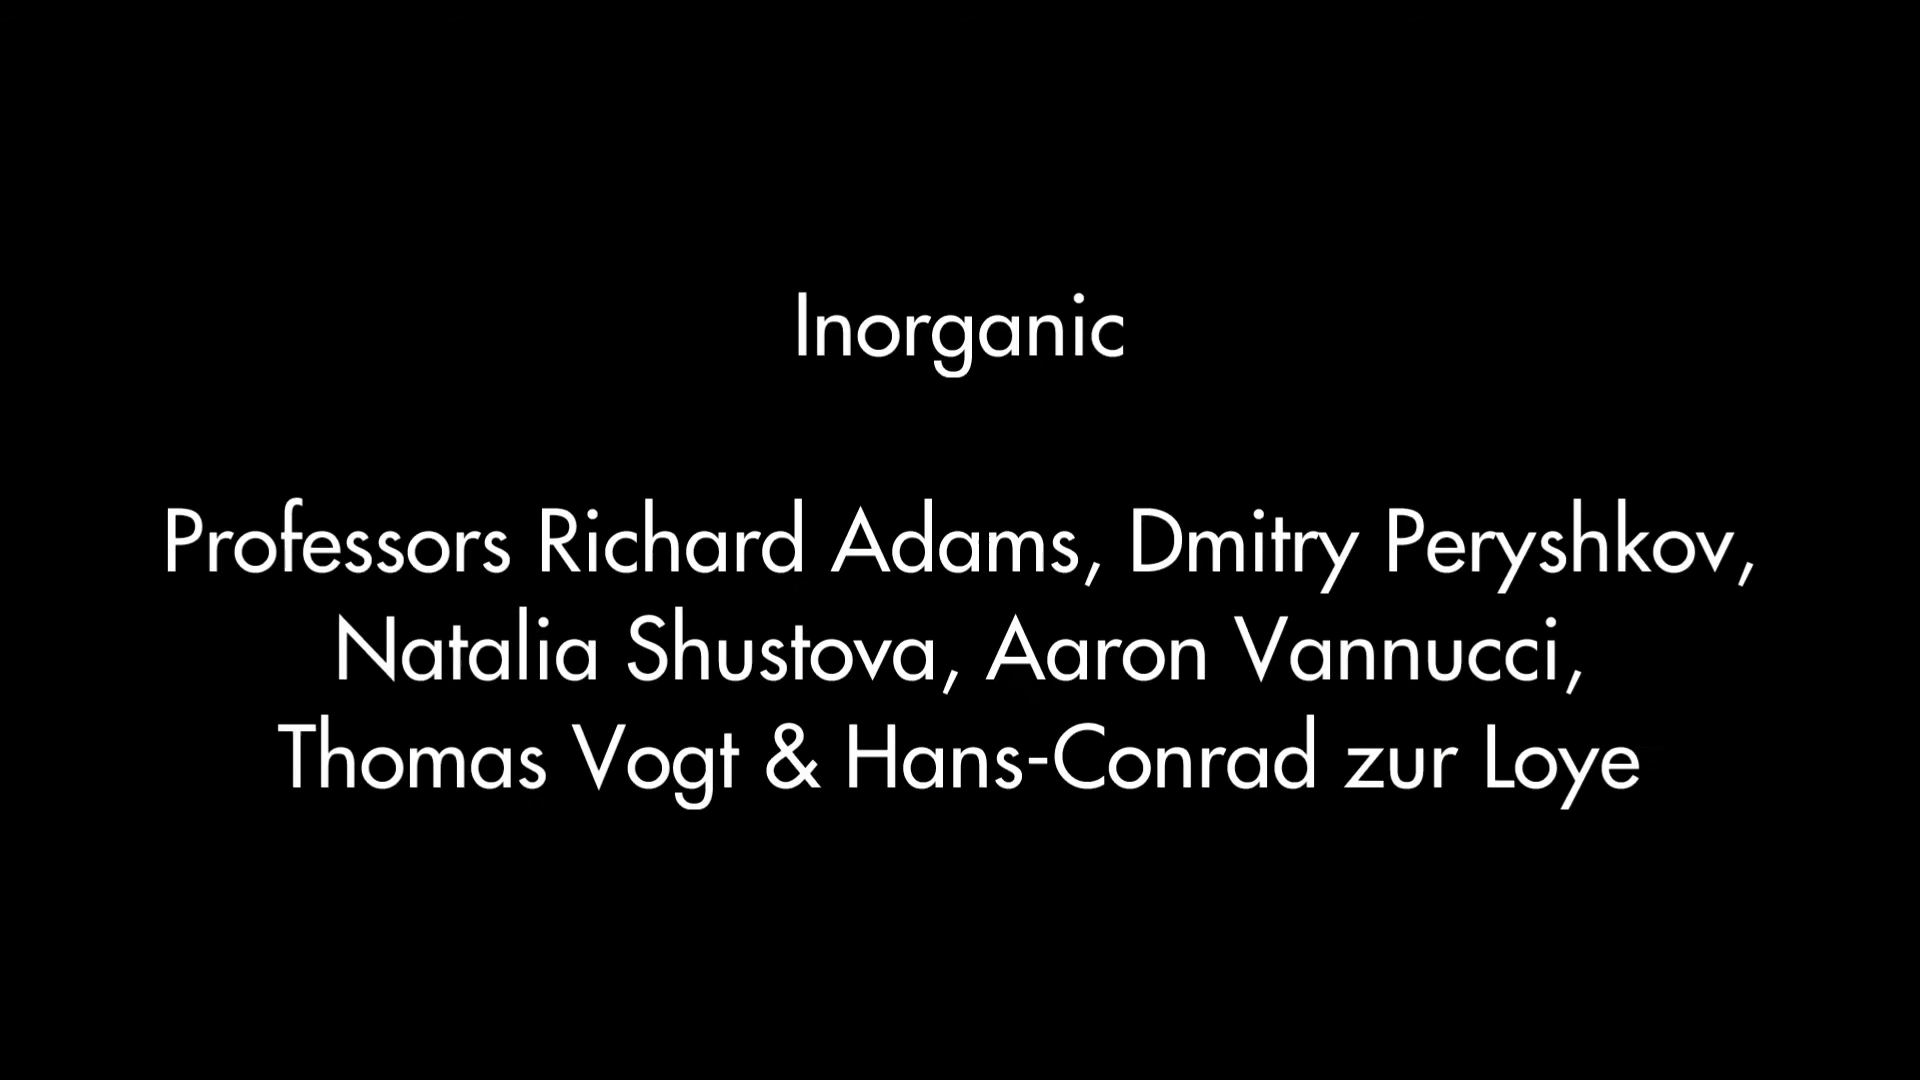 Inorganic
Professors Richard Adams, Dmitry Peryshkov,
Natalia Shustova, Aaron Vannucci,
Thomas Vogt & Hans-Conrad zur Loye